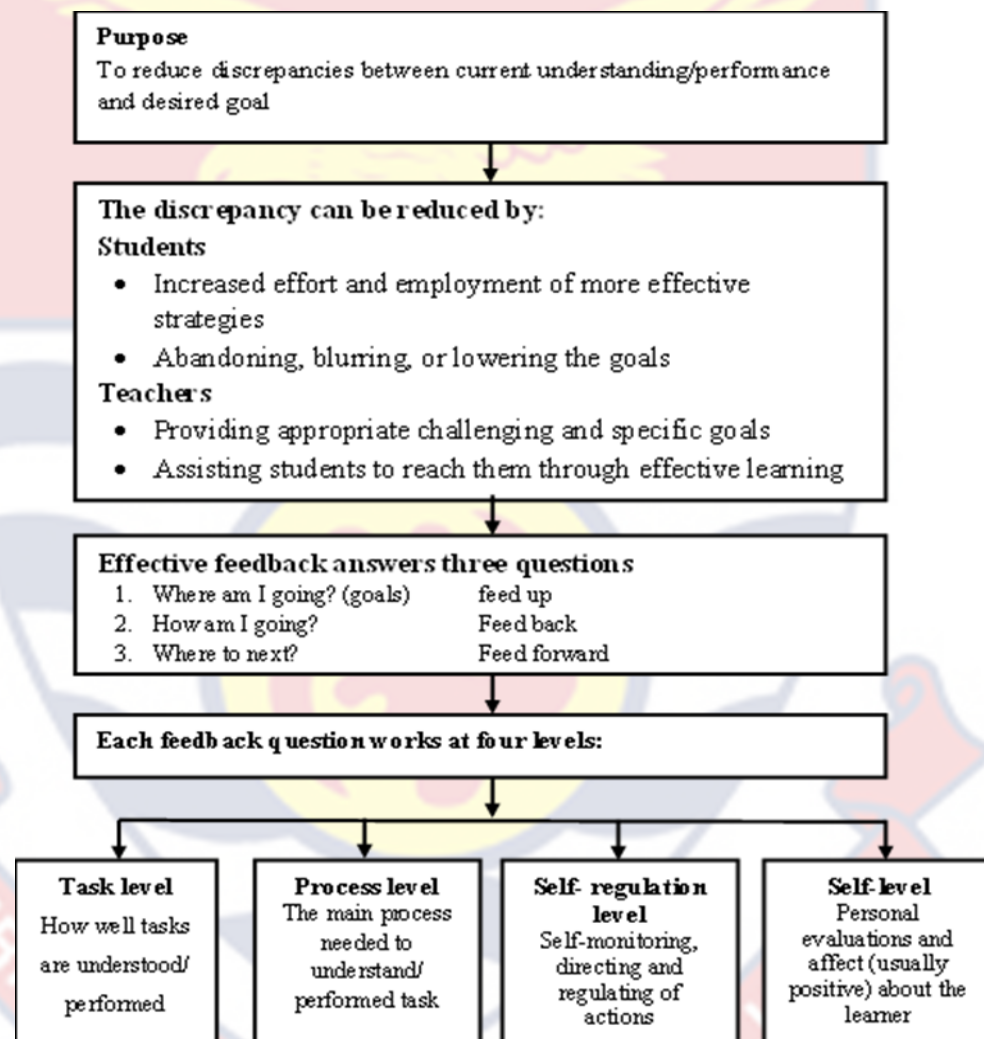 Purpose
To reduce discrepancies between current understanding/performance
and desired goal
The discrepancy can be reduced by:
Students
• Increased effort and employment of more effective
strategies
• Abandoning, blurring, or lowering the goals
Teachers
• Providing appropriate challenging and specific goals
• Assisting students to reach them through effective learning
Effective feedback answers three questions
1. Where am I going? (goals) feed up
2. How am I going? Feed back
3. Where to next? Feed forward
Each feedback question works at four levels:
Task level
How well tasks
are understood/
performed
Process level
The main process
needed to
understand/
performed task
Self- regulation
level
Self-monitoring,
directing and
regulating of
actions
Self-level
Personal
evaluations and
affect (usually
positive) about the
learner